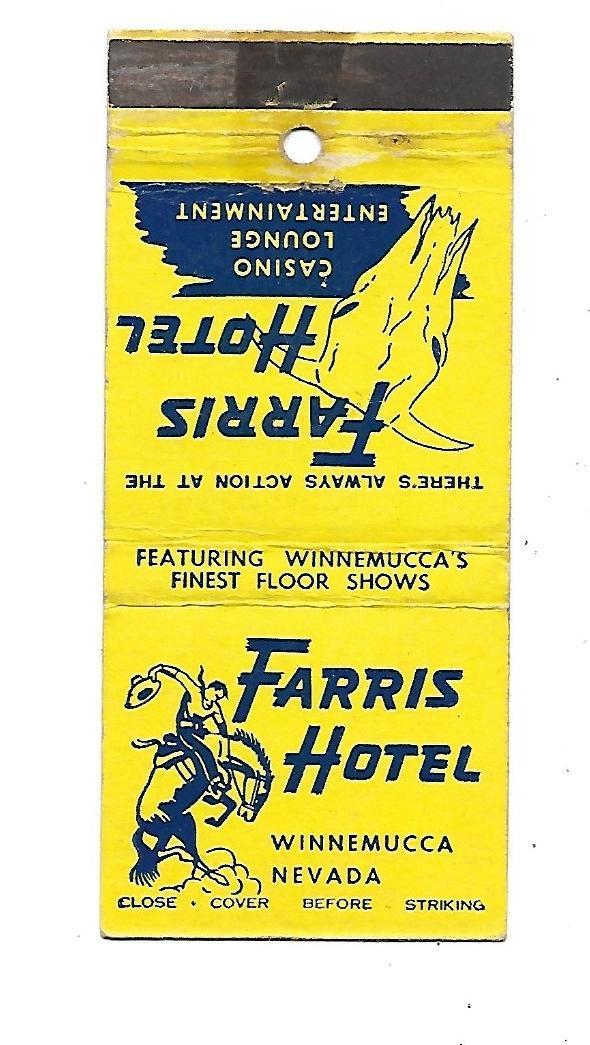 CASINO
LOUNGE
ENTERTAINMENT
THERE'S ALWAYS ACTION AT THE
FARRIS
HOTEL
FEATURING WINNEMUCCA'S
FINEST FLOOR SHOWS
FARRIS
HOTEL
WINNEMUCCA
NEVADA
CLOSE • COVER BEFORE STRIKING